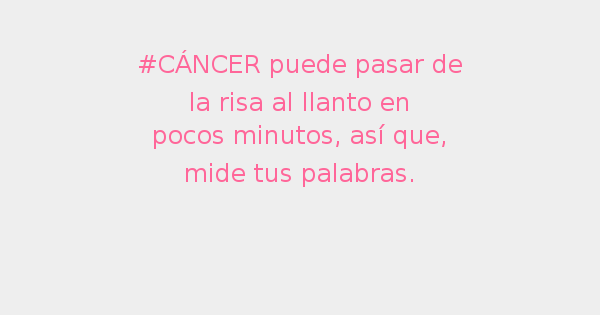 #CÁNCER puede pasar de
la risa al llanto en
pocos minutos, así que,
mide tus palabras.